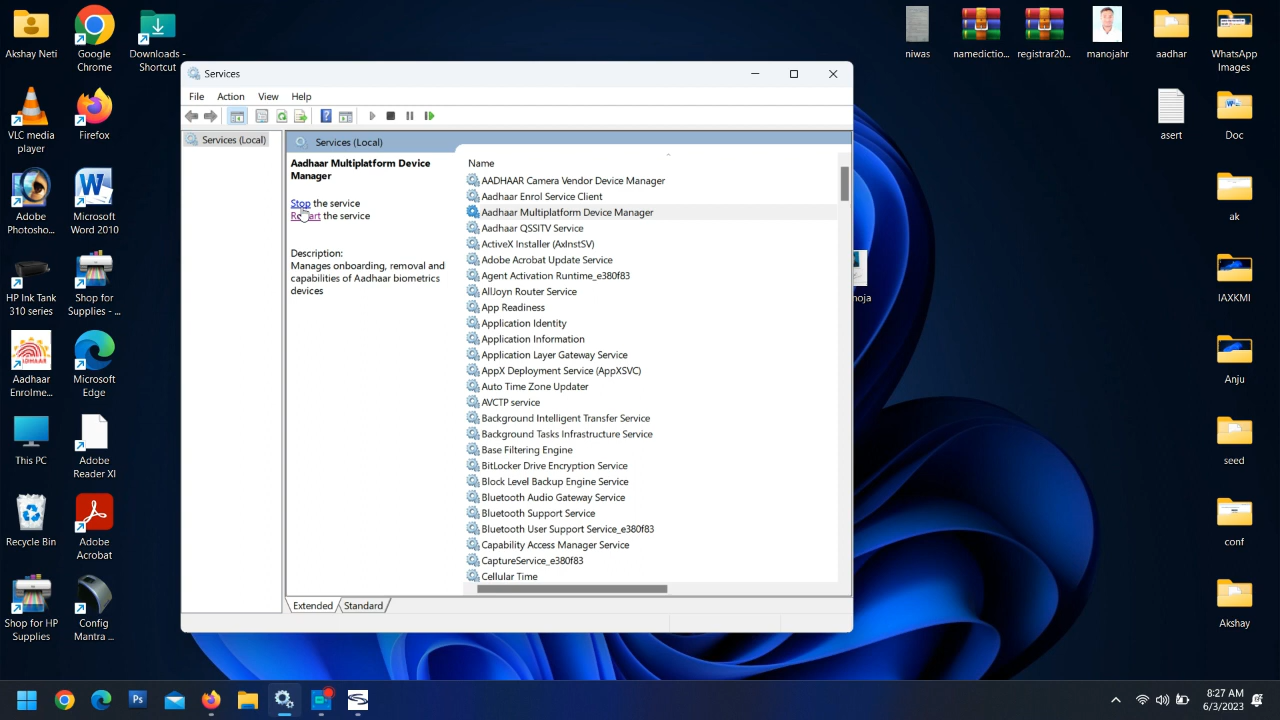 Akshay Neti
Google Chrome
Downloads - Shortcut
niwas
namedictio...
registrar20...
manojahr
aadhar
WhatsApp Images
Services
File Action View Help
Services (Local)
Services (Local)
VLC media player
Firefox
asert
Doc
Aadhaar Multiplatform Device
Manager
Stop the service
Restart the service
Description:
Manages onboarding, removal and
capabilities of Aadhaar biometrics
devices
Name
AADHAAR Camera Vendor Device Manager
Aadhaar Enrol Service Client
Aadhaar Multiplatform Device Manager
Aadhaar QSSITV Service
ActiveX Installer (AxInstSV)
Adobe Acrobat Update Service
Agent Activation Runtime_e380f83
AllJoyn Router Service
App Readiness
Application Identity
Application Information
Application Layer Gateway Service
AppX Deployment Service (AppXSVC)
Auto Time Zone Updater
AVCTP service
Background Intelligent Transfer Service
Background Tasks Infrastructure Service
Base Filtering Engine
BitLocker Drive Encryption Service
Block Level Backup Engine Service
Bluetooth Audio Gateway Service
Bluetooth Support Service
Bluetooth User Support Service_e380f83
Capability Access Manager Service
CaptureService_e380f83
Cellular Time
Extended Standard
Adobe Photosho...
Microsoft Word 2010
ak
HP Ink Tank 310 series
Shop for Supplies - ...
noja
IAXKMI
Aadhaar Enrolme...
Microsoft Edge
Anju
This PC
Adobe Reader XI
seed
Recycle Bin
Adobe Acrobat
conf
Shop for HP Supplies
Config Mantra ...
Akshay
8:27 AM
6/3/2023